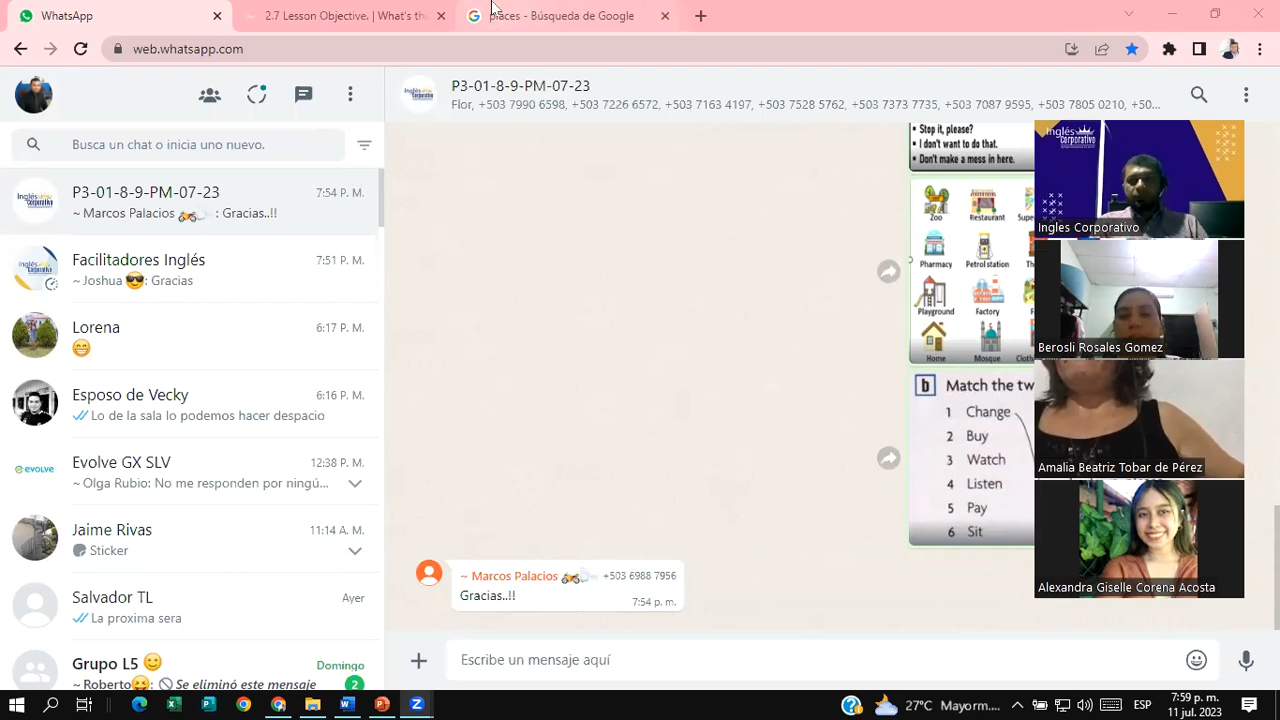 WhatsApp
2.7 Lesson Objective. | What's the
places - Búsqueda de Google
web.whatsapp.com
P3-01-8-9-PM-07-23
Flor, +503 7990 6598, +503 7226 6572, +503 7163 4197, +503 7528 5762, +503 7373 7735, +503 7087 9595, +503 7805 0210, +50...
Busca un chat o inicia uno nuevo.
P3-01-8-9-PM-07-23
7:54 P. M.
~ Marcos Palacios 🏍️💨 : Gracias..!!
Facilitadores Inglés
7:51 P. M.
~ Joshua 😎: Gracias
Lorena
6:17 P. M.
😁
Esposo de Vecky
6:16 P. M.
Lo de la sala lo podemos hacer despacio
Evolve GX SLV
12:38 P. M.
~ Olga Rubio: No me responden por ningú...
evolve
Jaime Rivas
11:14 A. M.
Sticker
Salvador TL
Ayer
La proxima sera
Grupo L5 😊
Domingo
~ Roberto😋: Se eliminó este mensaje
2
• Stop it, please?
• I don't want to do that.
• Don't make a mess in here.
Zoo
Restaurant
Pharmacy
Petrol station
Playground
Factory
Home
Mosque
b Match the tw
1 Change
2 Buy
3 Watch
4 Listen
5 Pay
6 Sit
~ Marcos Palacios 🏍️💨 +503 6988 7956
Gracias..!!
7:54 p. m.
Escribe un mensaje aquí
Inglés
Corporativo
Ingles Corporativo
Berosli Rosales Gomez
Amalia Beatriz Tobar de Pérez
Alexandra Giselle Corena Acosta
27°C Mayorm...
ESP
7:59 p. m.
11 jul. 2023